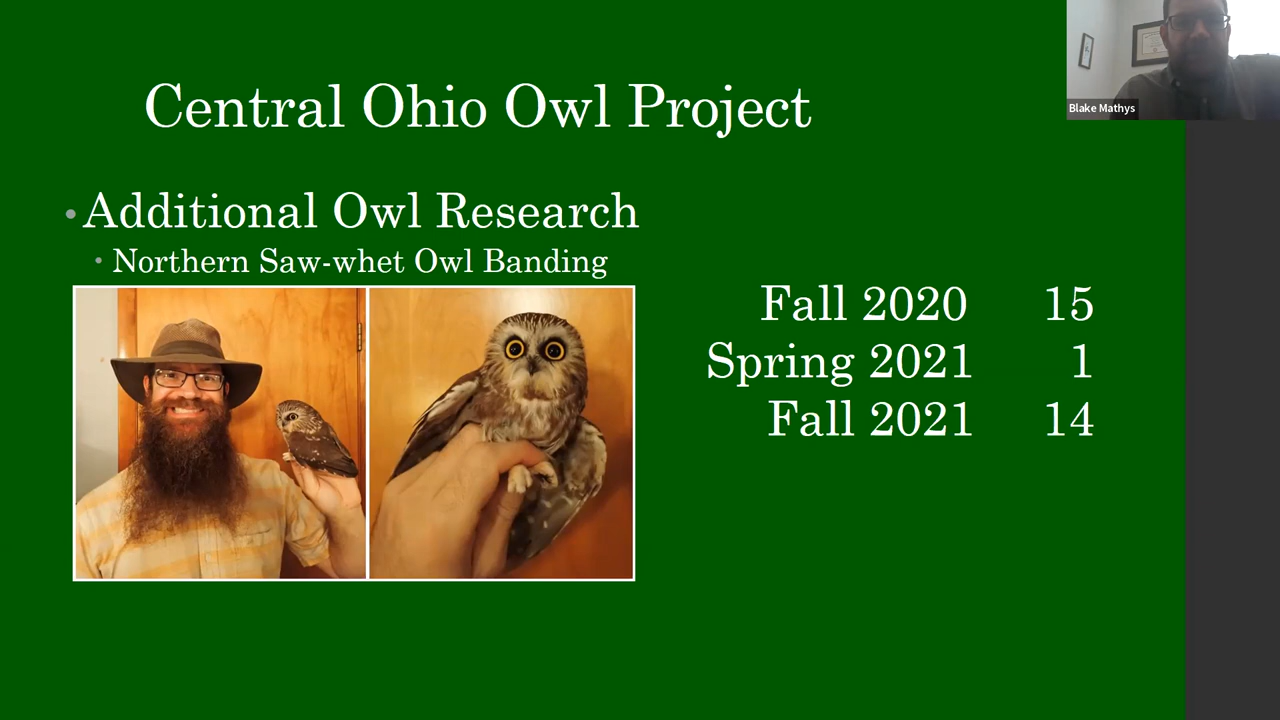 Central Ohio Owl Project
Blake Mathys
• Additional Owl Research
• Northern Saw-whet Owl Banding
Fall 2020 15
Spring 2021 1
Fall 2021 14